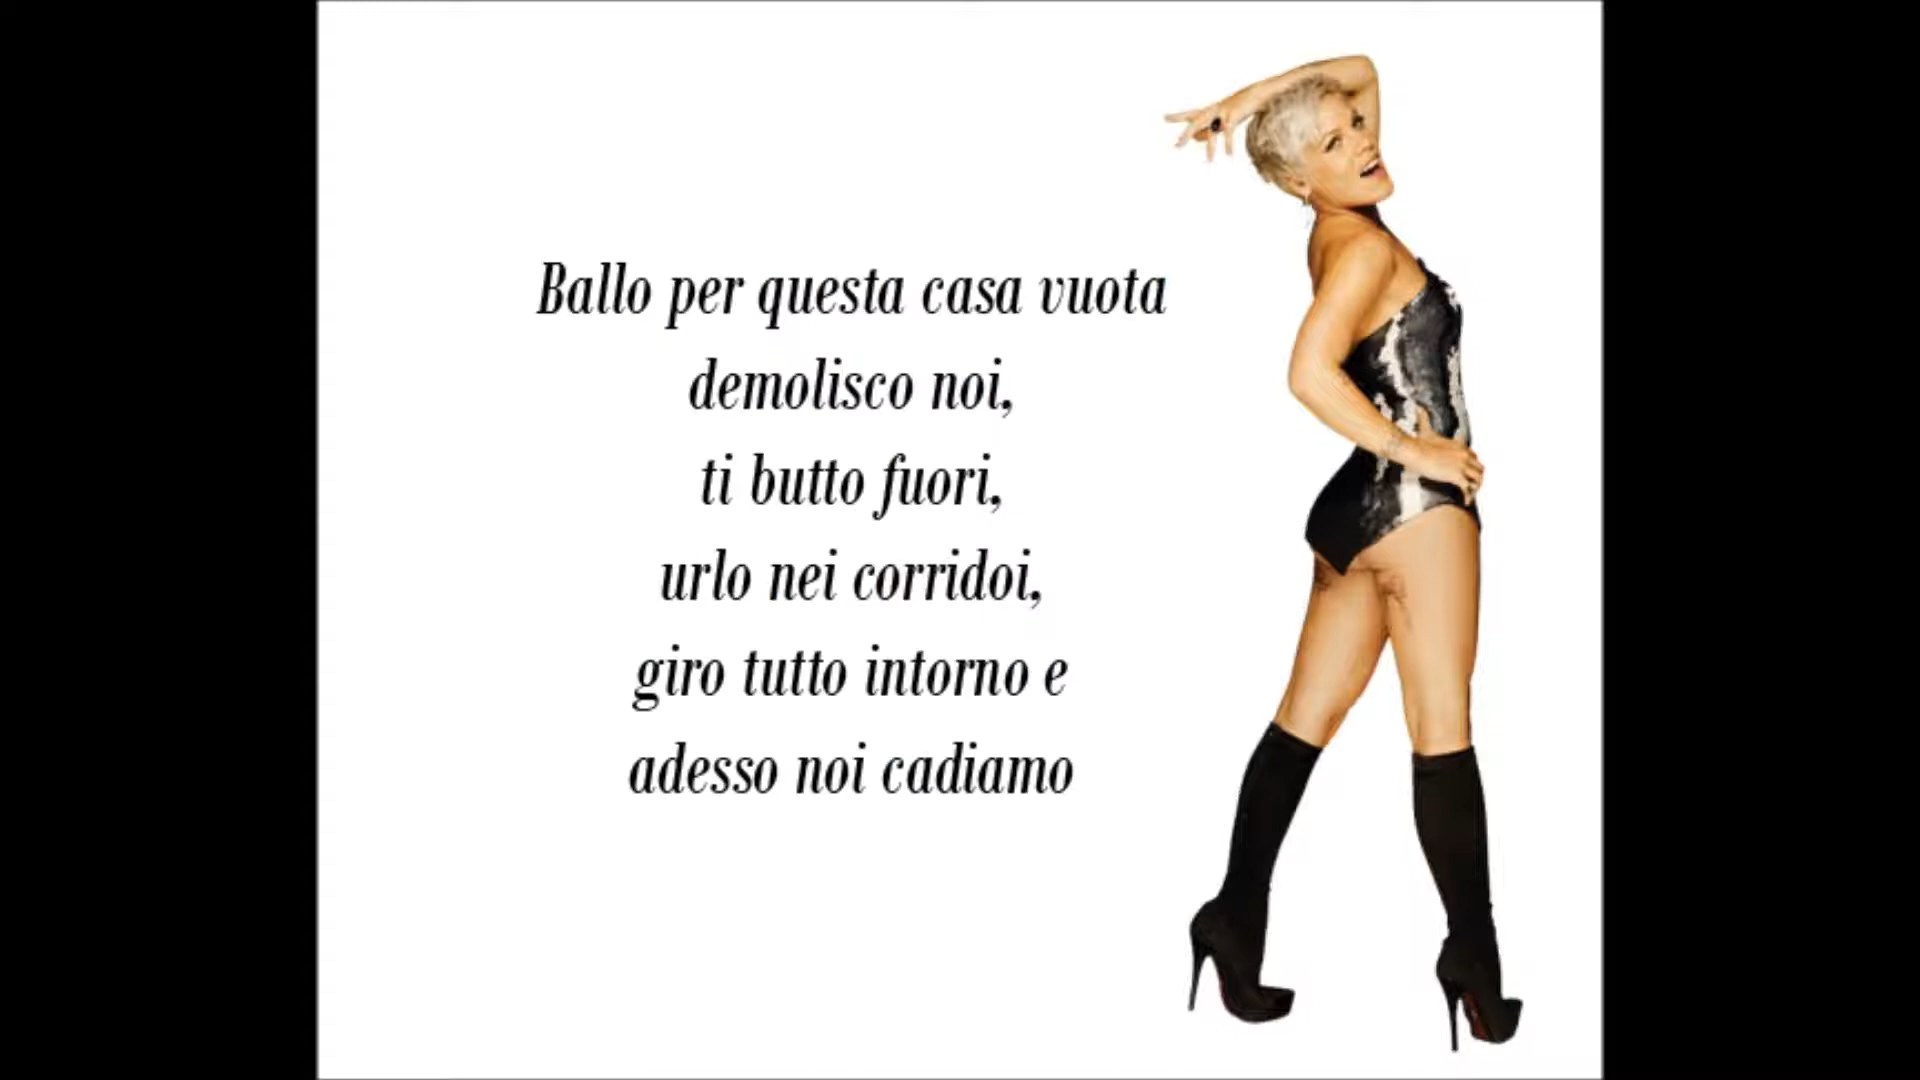 Ballo per questa casa vuota
demolisco noi,
ti butto fuori,
urlo nei corridoi,
giro tutto intorno e
adesso noi cadiamo